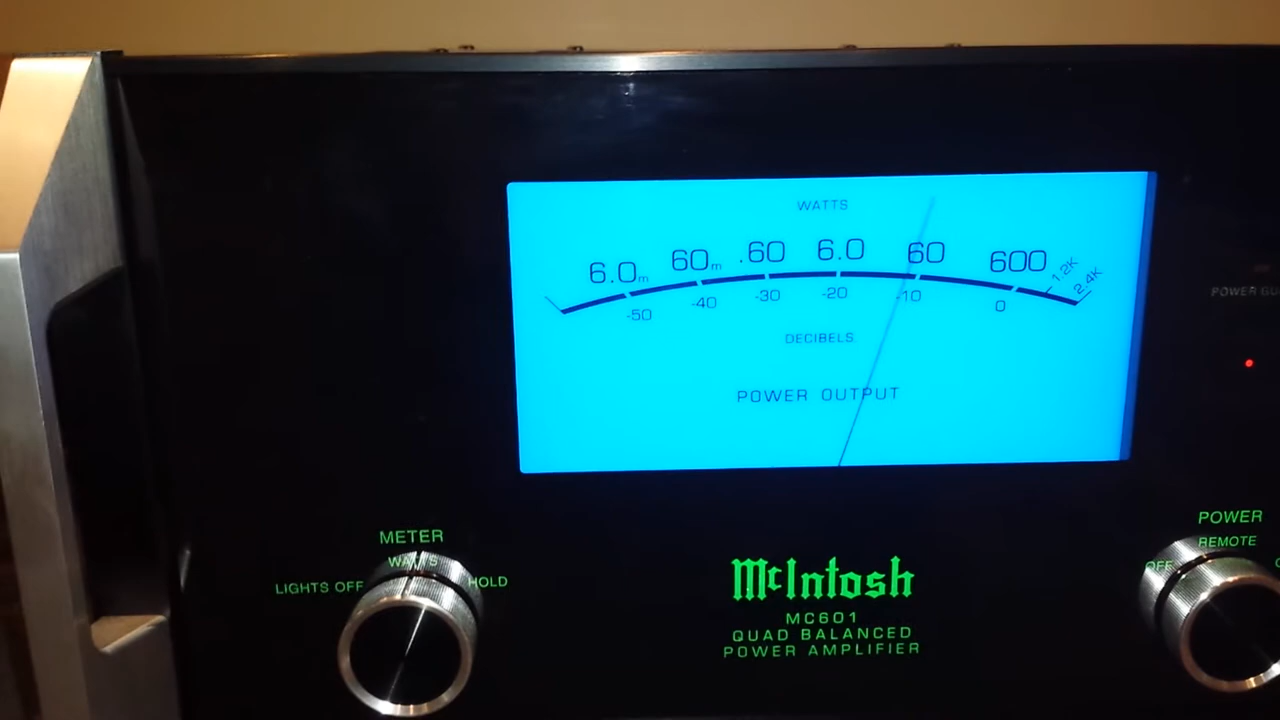 WATTS
6.0m 60m .60 6.0 60 600 1.2K 2.4K
-50 -40 -30 -20 -10 0
DECIBELS
POWER OUTPUT
POWER
METER
WATTS
LIGHTS OFF
HOLD
McIntosh
MC601
QUAD BALANCED
POWER AMPLIFIER
POWER
REMOTE
OFF